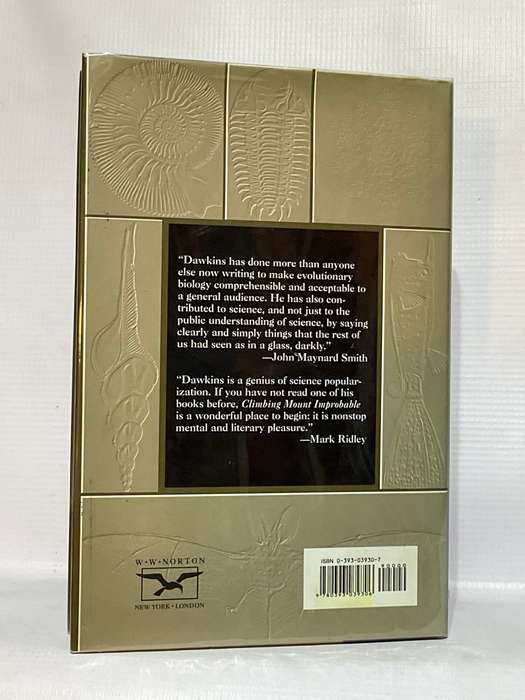 “Dawkins has done more than anyone
else now writing to make evolutionary
biology comprehensible and acceptable to
a general audience. He has also con-
tributed to science, and not just to the
public understanding of science, by saying
clearly and simply things that the rest of
us had seen as in a glass, darkly.”
—John Maynard Smith
“Dawkins is a genius of science popular-
ization. If you have not read one of his
books before, Climbing Mount Improbable
is a wonderful place to begin: it is nonstop
mental and literary pleasure.”
—Mark Ridley
W·W·NORTON
NEW YORK·LONDON
ISBN 0-393-03930-7
90000
9 780393 039306